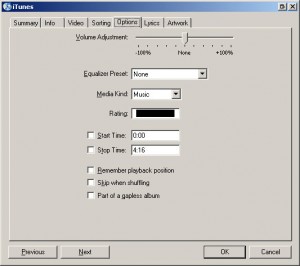 iTunes
Summary Info Video Sorting Options Lyrics Artwork
Volume Adjustment:
-100% None +100%
Equalizer Preset: None
Media Kind: Music
Rating:
Start Time: 0:00
Stop Time: 4:16
Remember playback position
Skip when shuffling
Part of a gapless album
Previous Next OK Cancel